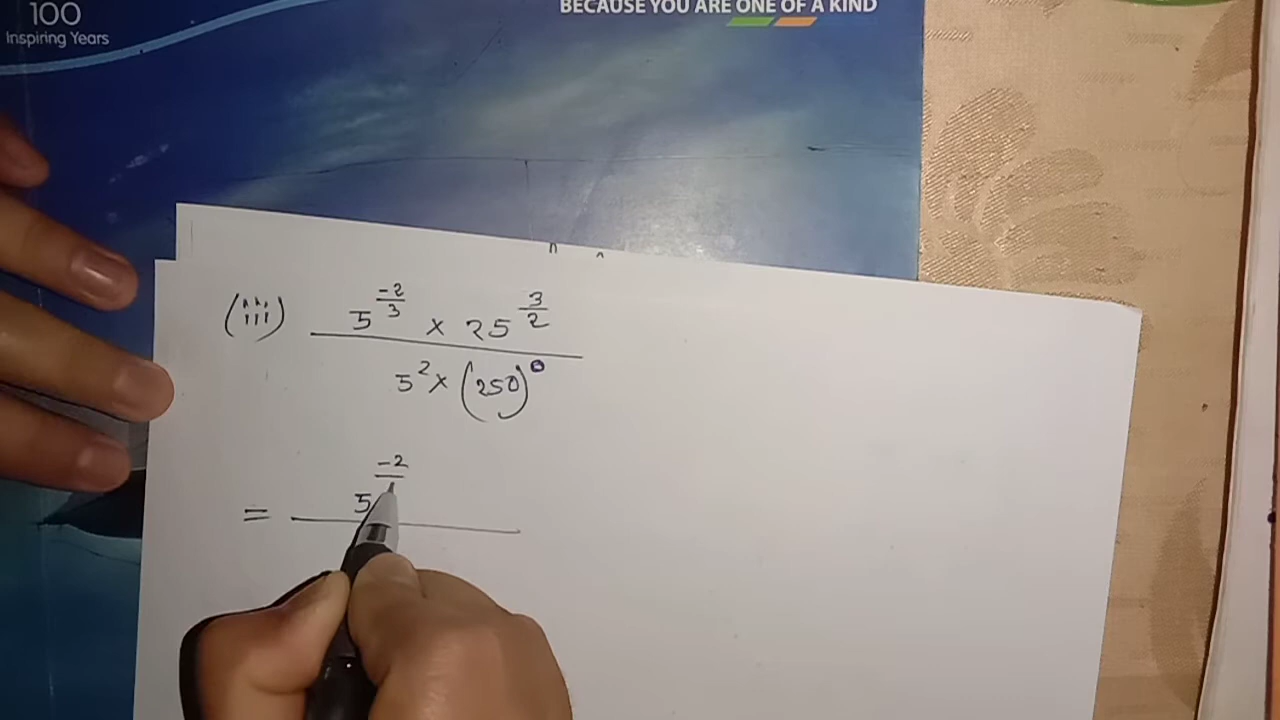 100
Inspiring Years
BECAUSE YOU ARE ONE OF A KIND
(iii) 5^(-2/3) × 25^(3/2)
5^2 × (250)^0
= 5^(-2/